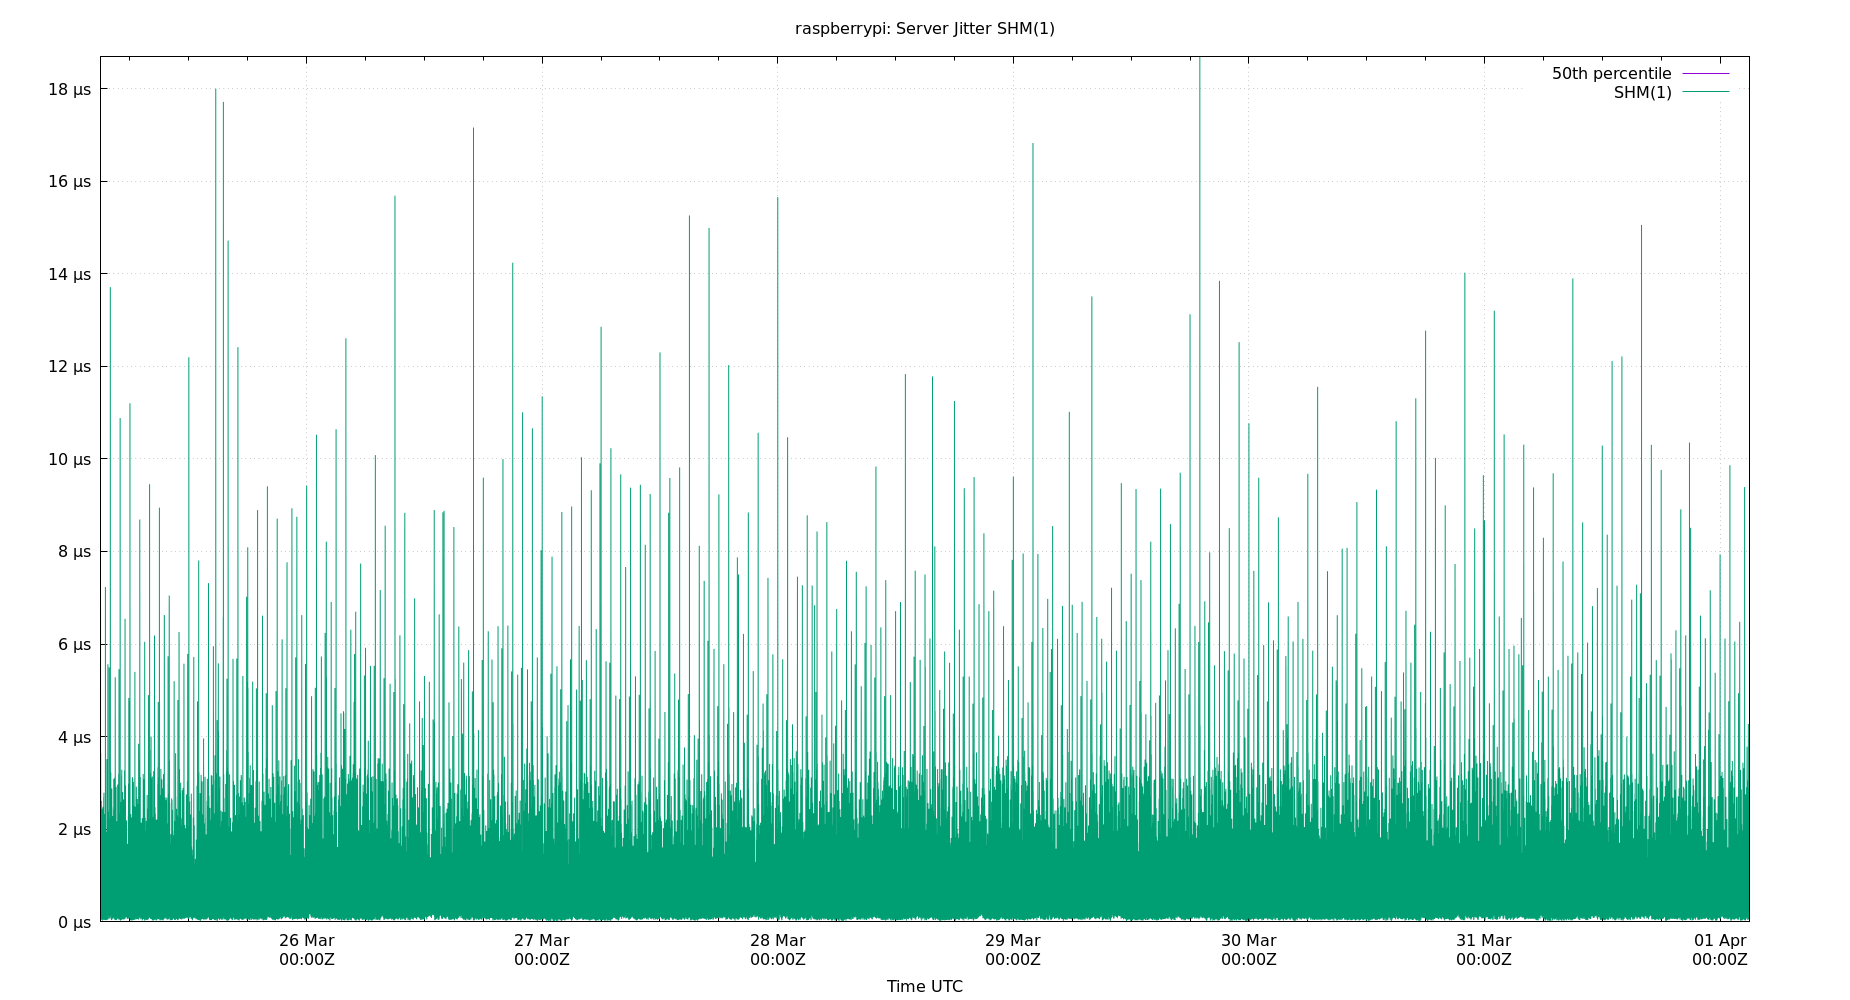 raspberrypi: Server Jitter SHM(1)
50th percentile
SHM(1)
18 µs
16 µs
14 µs
12 µs
10 µs
8 µs
6 µs
4 µs
2 µs
0 µs
26 Mar 27 Mar 28 Mar 29 Mar 30 Mar 31 Mar 01 Apr
00:00Z 00:00Z 00:00Z 00:00Z 00:00Z 00:00Z 00:00Z
Time UTC